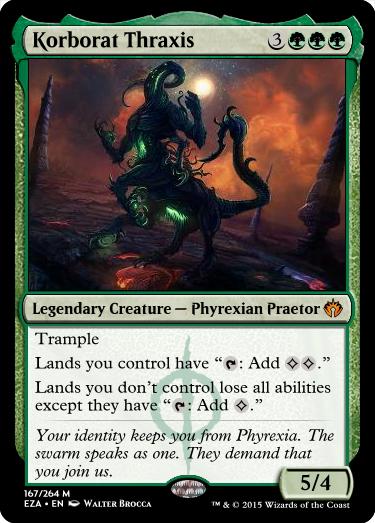 Korborat Thraxis 3
Legendary Creature — Phyrexian Praetor
Trample
Lands you control have “: Add .”
Lands you don’t control lose all abilities
except they have “: Add .”
Your identity keeps you from Phyrexia. The
swarm speaks as one. They demand that
you join us.
5/4
167/264 M
EZA • EN WALTER BROCCA ™ & © 2015 Wizards of the Coast